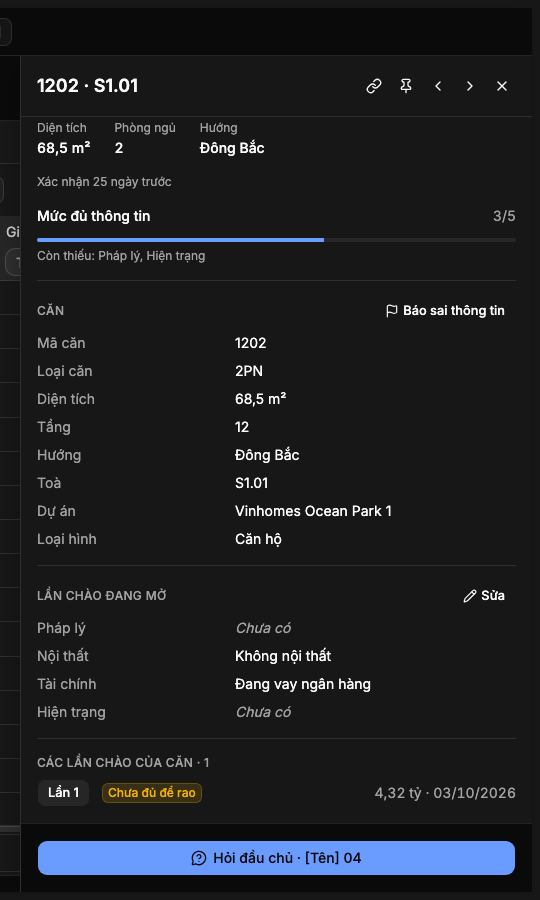 1202 · S1.01
Diện tích Phòng ngủ Hướng
68,5 m² 2 Đông Bắc
Xác nhận 25 ngày trước
Mức đủ thông tin 3/5
Còn thiếu: Pháp lý, Hiện trạng
Gi
CĂN Báo sai thông tin
Mã căn 1202
Loại căn 2PN
Diện tích 68,5 m²
Tầng 12
Hướng Đông Bắc
Toà S1.01
Dự án Vinhomes Ocean Park 1
Loại hình Căn hộ
LẦN CHÀO ĐANG MỞ Sửa
Pháp lý Chưa có
Nội thất Không nội thất
Tài chính Đang vay ngân hàng
Hiện trạng Chưa có
CÁC LẦN CHÀO CỦA CĂN · 1
Lần 1 Chưa đủ để rao 4,32 tỷ · 03/10/2026
Hỏi đầu chủ · [Tên] 04